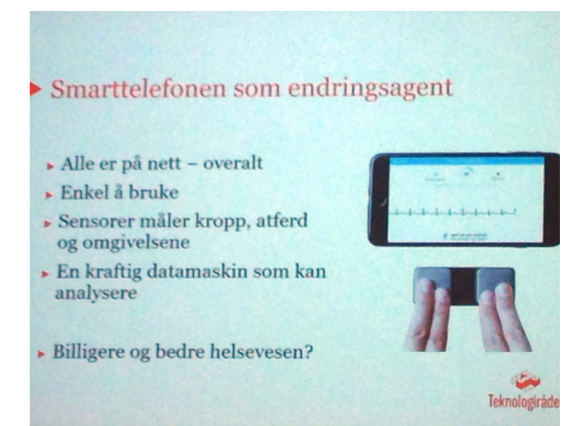 Smarttelefonen som endringsagent
Alle er på nett – overalt
Enkel å bruke
Sensorer måler kropp, atferd
og omgivelsene
En kraftig datamaskin som kan
analysere
Billigere og bedre helsevesen?
Teknologiråde